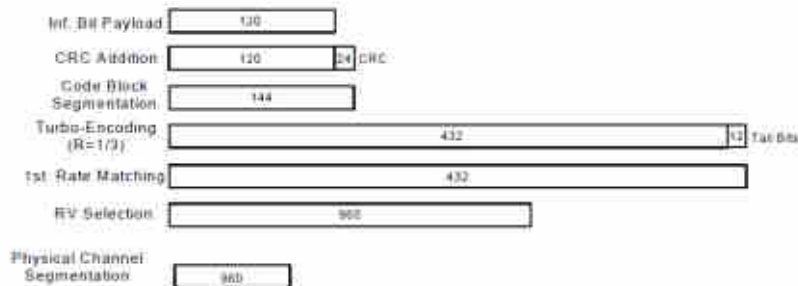 Inf. Bit Payload 120
CRC Addition 120 24 CRC
Code Block
Segmentation 144
Turbo-Encoding
(R=1/3) 432 12 Tail Bits
1st Rate Matching 432
RV Selection 960
Physical Channel
Segmentation 960